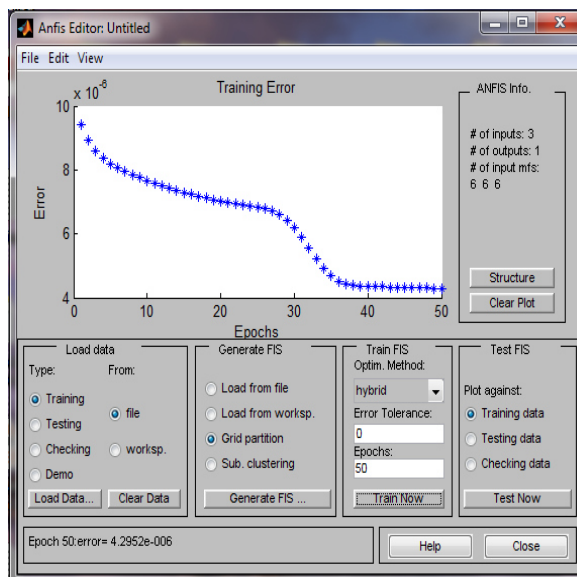 Anfis Editor: Untitled
File Edit View
Training Error
x 10^-6
10
8
6
4
Error
0 10 20 30 40 50
Epochs
ANFIS Info.
# of inputs: 3
# of outputs: 1
# of input mfs:
6 6 6
Structure
Clear Plot
Load data
Type: From:
Training
file
Testing
Checking
worksp.
Demo
Load Data... Clear Data
Generate FIS
Load from file
Load from worksp.
Grid partition
Sub. clustering
Generate FIS ...
Train FIS
Optim. Method:
hybrid
Error Tolerance:
0
Epochs:
50
Train Now
Test FIS
Plot against:
Training data
Testing data
Checking data
Test Now
Epoch 50:error= 4.2952e-006
Help Close